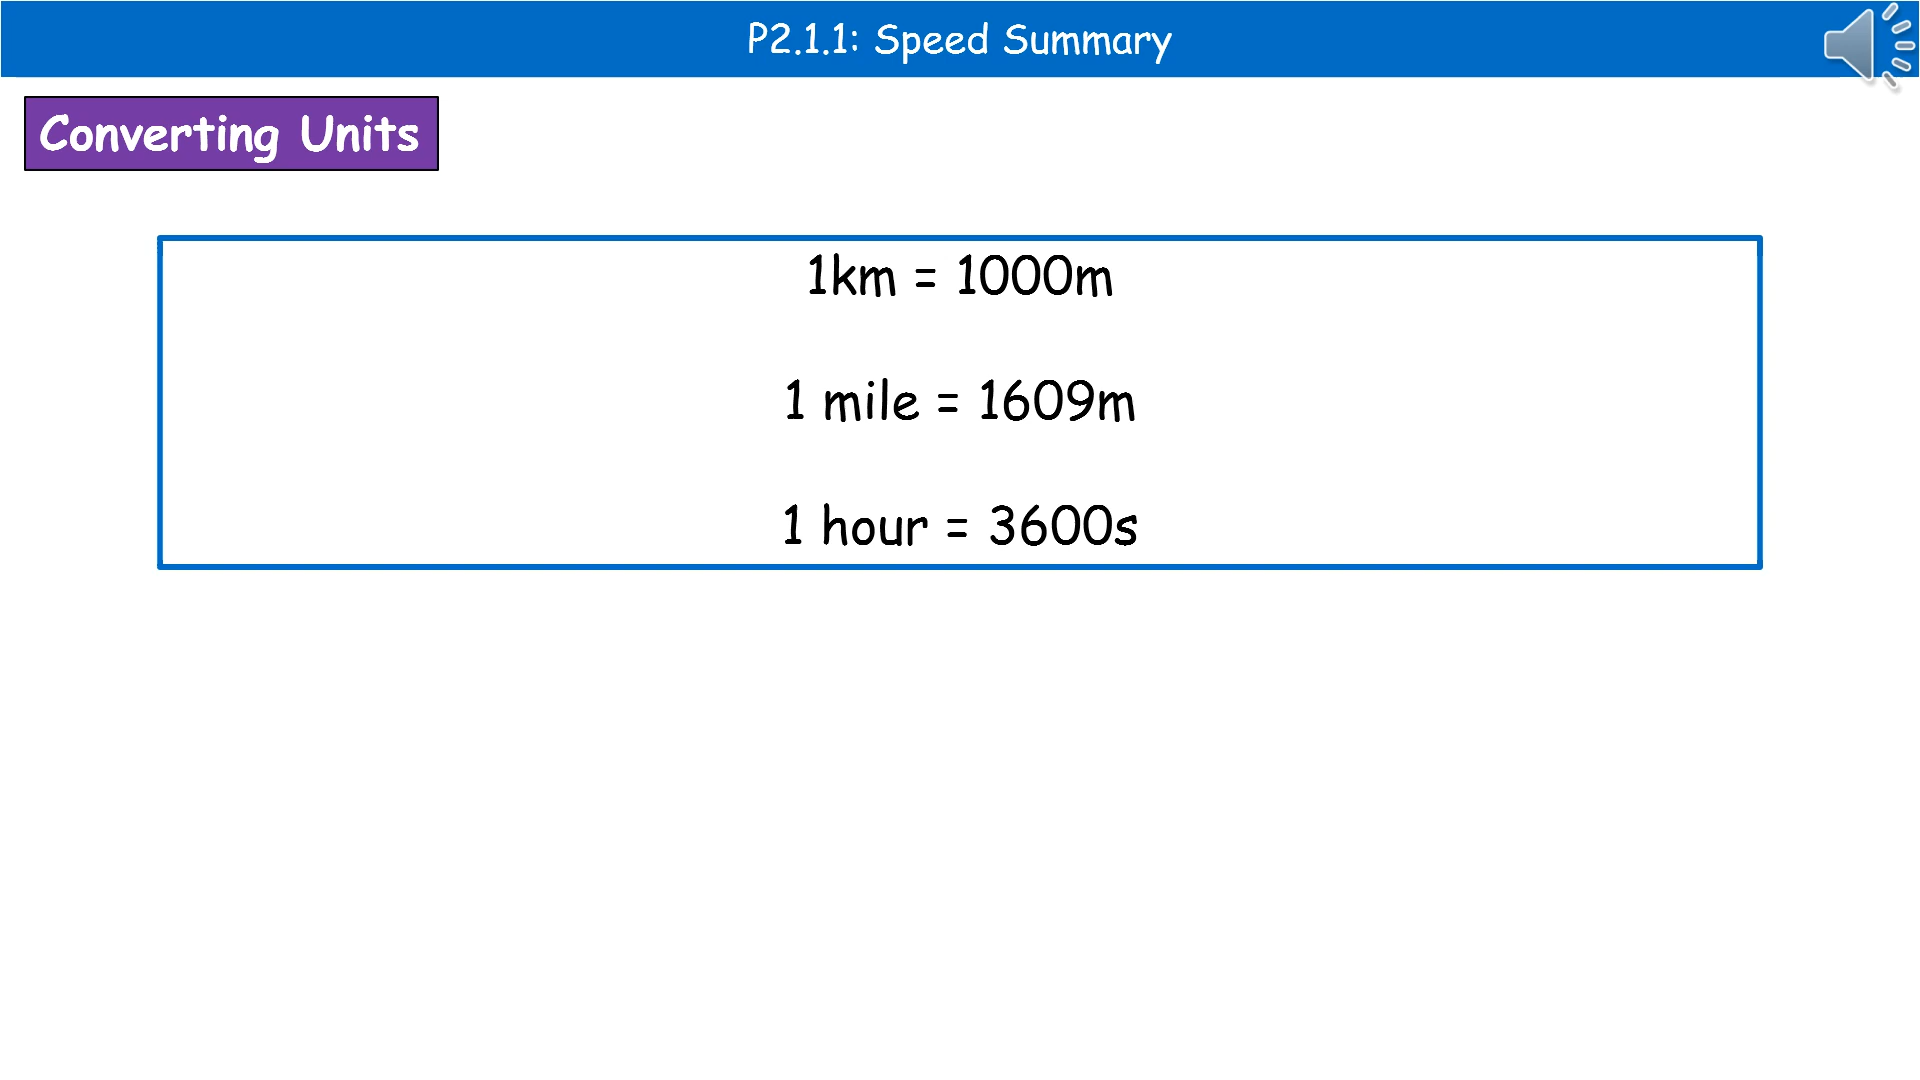 P2.1.1: Speed Summary
Converting Units
1km = 1000m
1 mile = 1609m
1 hour = 3600s